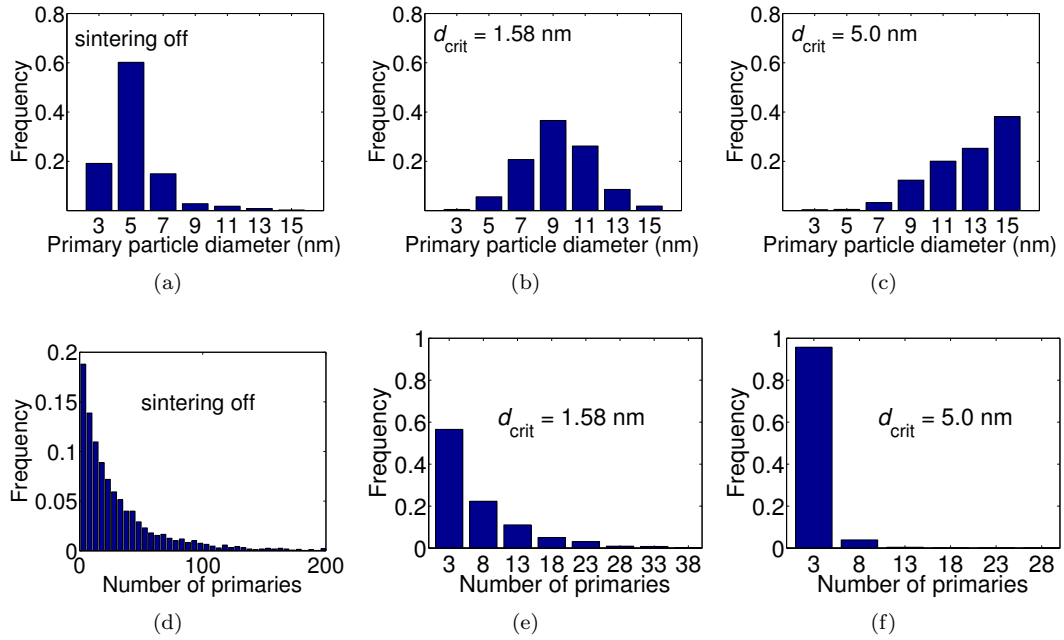 0.8
0.6
0.4
0.2
Frequency
sintering off
3 5 7 9 11 13 15
Primary particle diameter (nm)
(a)
0.8
0.6
0.4
0.2
Frequency
d_crit = 1.58 nm
3 5 7 9 11 13 15
Primary particle diameter (nm)
(b)
0.8
0.6
0.4
0.2
Frequency
d_crit = 5.0 nm
3 5 7 9 11 13 15
Primary particle diameter (nm)
(c)
0.2
0.15
0.1
0.05
0
Frequency
sintering off
0 100 200
Number of primaries
(d)
1
0.8
0.6
0.4
0.2
0
Frequency
d_crit = 1.58 nm
3 8 13 18 23 28 33 38
Number of primaries
(e)
1
0.8
0.6
0.4
0.2
0
Frequency
d_crit = 5.0 nm
3 8 13 18 23 28
Number of primaries
(f)